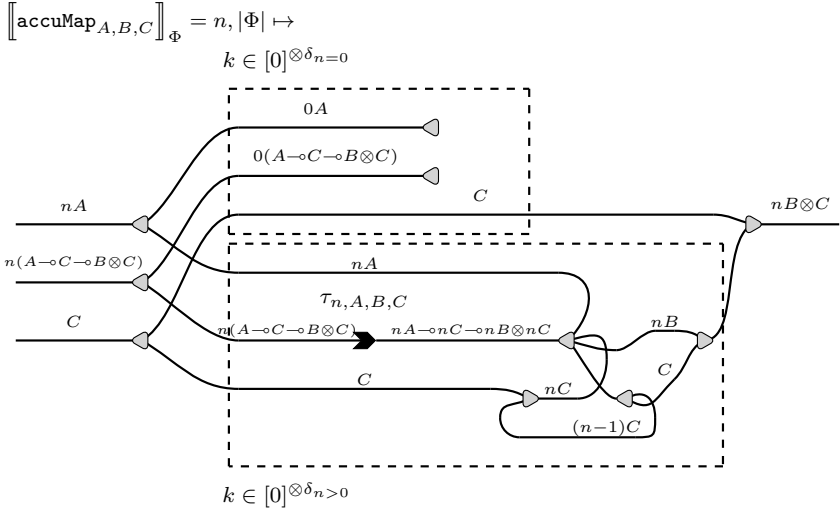 ⟦accuMap_{A,B,C}⟧_Φ = n, |Φ| ↦
k ∈ [0]^{⊗δ_{n=0}}
0A
0(A⊸C⊸B⊗C)
C
nA
nB⊗C
n(A⊸C⊸B⊗C)
nA
τ_{n,A,B,C}
C
n(A⊸C⊸B⊗C)
nA⊸nC⊸nB⊗nC
nB
C
C
nC
(n−1)C
k ∈ [0]^{⊗δ_{n>0}}